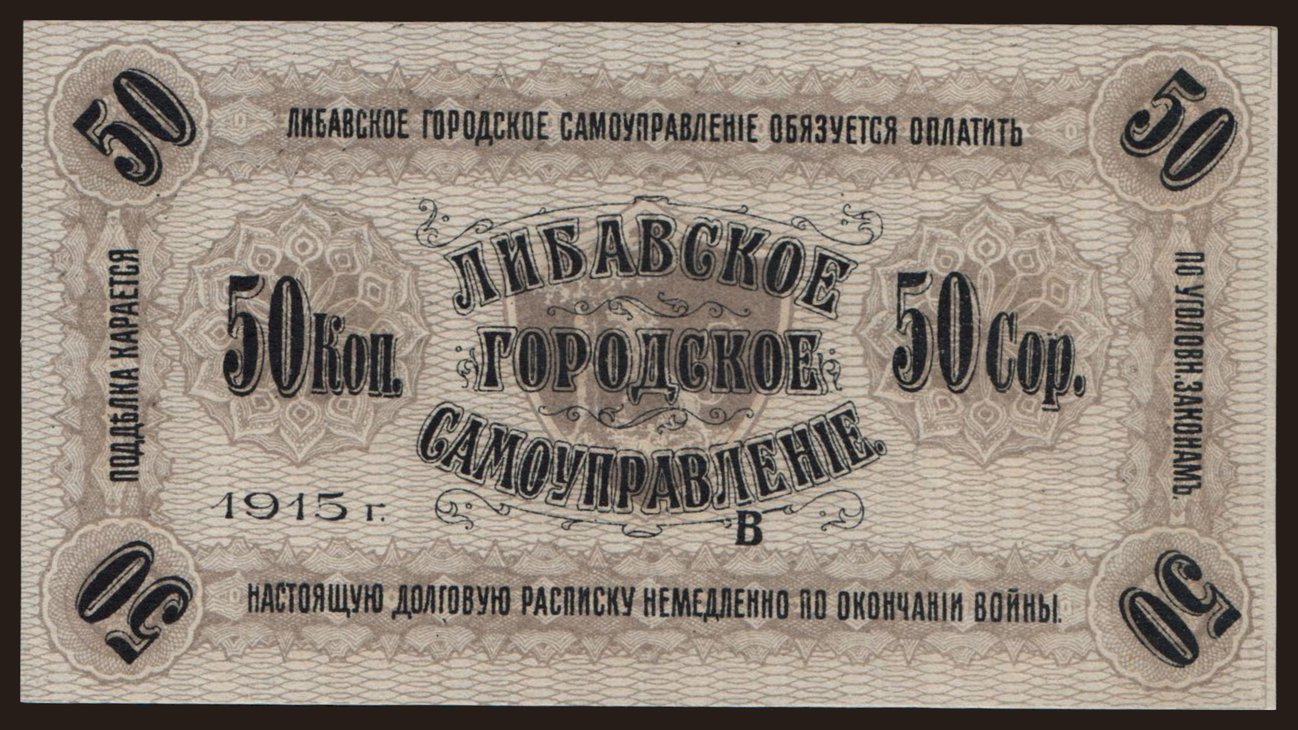 50
50
ЛИБАВСКОЕ ГОРОДСКОЕ САМОУПРАВЛЕНІЕ ОБЯЗУЕТСЯ ОПЛАТИТЬ
ПОДДѢЛКА КАРАЕТСЯ
ПО УГОЛОВН. ЗАКОНАМЪ.
50 Коп.
ЛИБАВСКОЕ
ГОРОДСКОЕ
САМОУПРАВЛЕНІЕ.
50 Cop.
1915 г.
В
НАСТОЯЩУЮ ДОЛГОВУЮ РАСПИСКУ НЕМЕДЛЕННО ПО ОКОНЧАНІИ ВОЙНЫ.
50
50